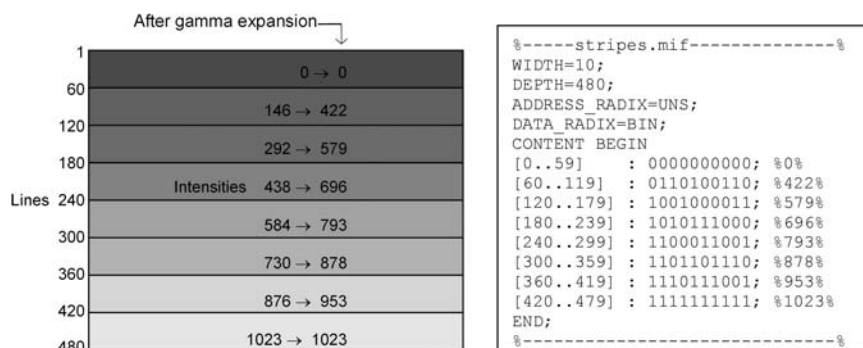 After gamma expansion
1
0 → 0
60
146 → 422
120
292 → 579
180
Intensities 438 → 696
Lines 240
584 → 793
300
730 → 878
360
876 → 953
420
1023 → 1023
480
%-----stripes.mif-------------%
WIDTH=10;
DEPTH=480;
ADDRESS_RADIX=UNS;
DATA_RADIX=BIN;
CONTENT BEGIN
[0..59] : 0000000000; %0%
[60..119] : 0110100110; %422%
[120..179] : 1001000011; %579%
[180..239] : 1010111000; %696%
[240..299] : 1100011001; %793%
[300..359] : 1101101110; %878%
[360..419] : 1110111001; %953%
[420..479] : 1111111111; %1023%
END;
%-----------------------------%